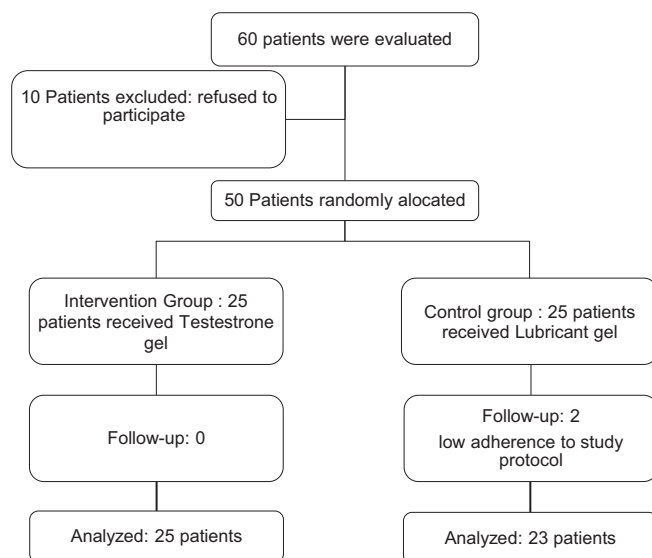 60 patients were evaluated
10 Patients excluded: refused to
participate
50 Patients randomly alocated
Intervention Group : 25
patients received Testestrone
gel
Control group : 25 patients
received Lubricant gel
Follow-up: 0
Follow-up: 2
low adherence to study
protocol
Analyzed: 25 patients
Analyzed: 23 patients